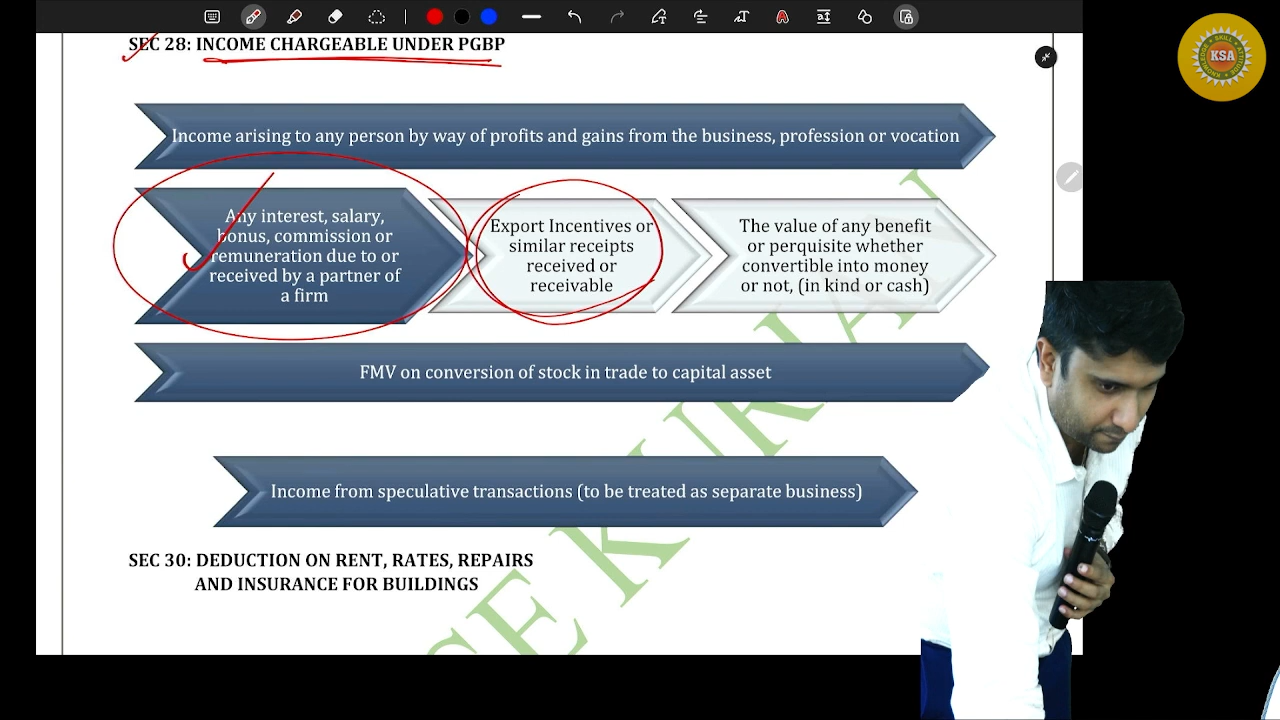 SEC 28: INCOME CHARGEABLE UNDER PGBP
KSA
KNOWLEDGE SKILL ATTITUDE
Income arising to any person by way of profits and gains from the business, profession or vocation
Any interest, salary,
bonus, commission or
remuneration due to or
received by a partner of
a firm
Export Incentives or
similar receipts
received or
receivable
The value of any benefit
or perquisite whether
convertible into money
or not, (in kind or cash)
FMV on conversion of stock in trade to capital asset
Income from speculative transactions (to be treated as separate business)
SEC 30: DEDUCTION ON RENT, RATES, REPAIRS
AND INSURANCE FOR BUILDINGS